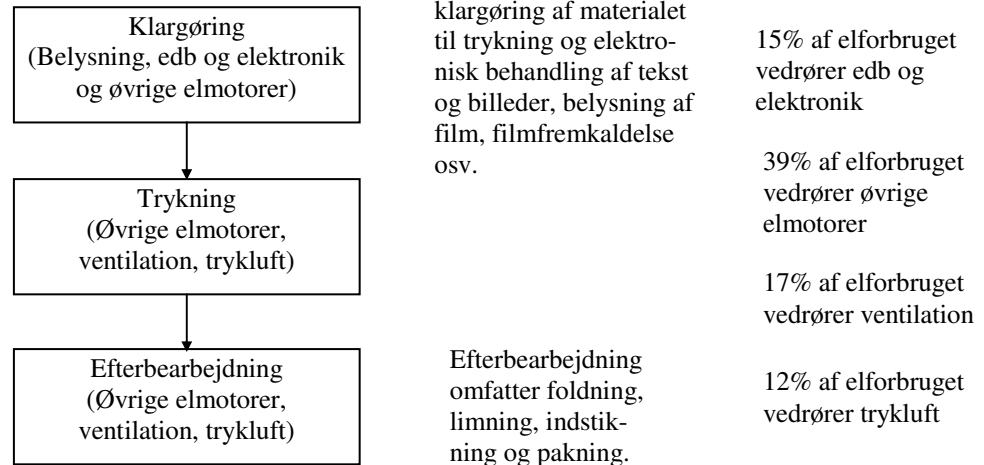 Klargøring
(Belysning, edb og elektronik
og øvrige elmotorer)
Trykning
(Øvrige elmotorer,
ventilation, trykluft)
Efterbearbejdning
(Øvrige elmotorer,
ventilation, trykluft)
klargøring af materialet
til trykning og elektro-
nisk behandling af tekst
og billeder, belysning af
film, filmfremkaldelse
osv.
Efterbearbejdning
omfatter foldning,
limning, indstik-
ning og pakning.
15% af elforbruget
vedrører edb og
elektronik
39% af elforbruget
vedrører øvrige
elmotorer
17% af elforbruget
vedrører ventilation
12% af elforbruget
vedrører trykluft